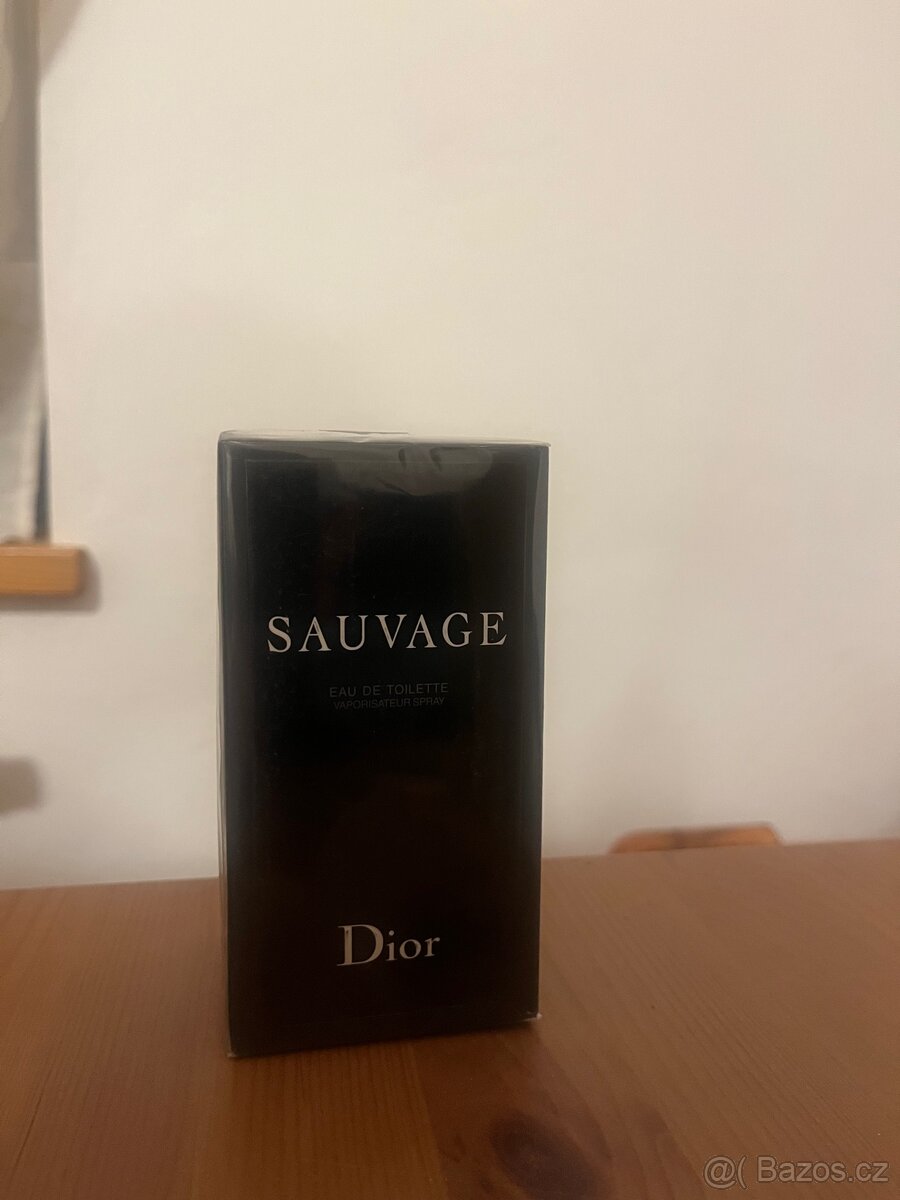 SAUVAGE
EAU DE TOILETTE
VAPORISATEUR SPRAY
Dior
@( Bazos.cz